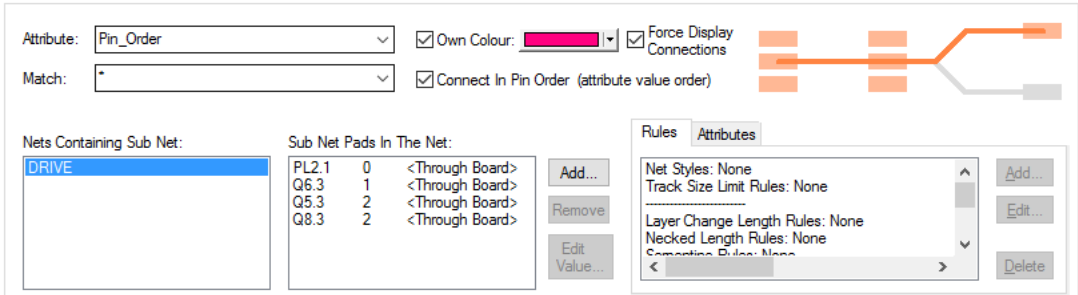 Attribute: Pin_Order
Own Colour:
Force Display Connections
Match: *
Connect In Pin Order (attribute value order)
Nets Containing Sub Net:
DRIVE
Sub Net Pads In The Net:
PL2.1 0 <Through Board>
Q6.3 1 <Through Board>
Q5.3 2 <Through Board>
Q8.3 2 <Through Board>
Add...
Remove
Edit Value...
Rules
Attributes
Net Styles: None
Track Size Limit Rules: None
-------------------------
Layer Change Length Rules: None
Necked Length Rules: None
Serpentine Rules: None
Add...
Edit...
Delete